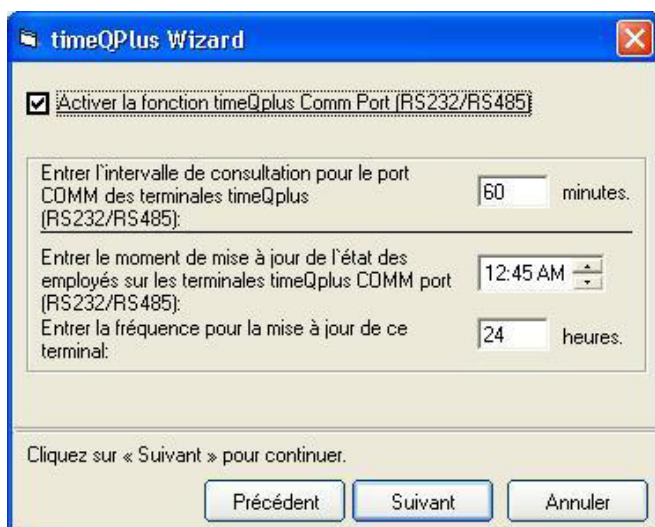 timeQPlus Wizard
Activer la fonction timeQplus Comm Port (RS232/RS485)
Entrer l`intervalle de consultation pour le port
COMM des terminales timeQplus
(RS232/RS485):
60 minutes.
Entrer le moment de mise à jour de l`état des
employés sur les terminales timeQplus COMM port
(RS232/RS485):
12:45 AM
Entrer la fréquence pour la mise à jour de ce
terminal:
24 heures.
Cliquez sur « Suivant » pour continuer.
Précédent Suivant Annuler